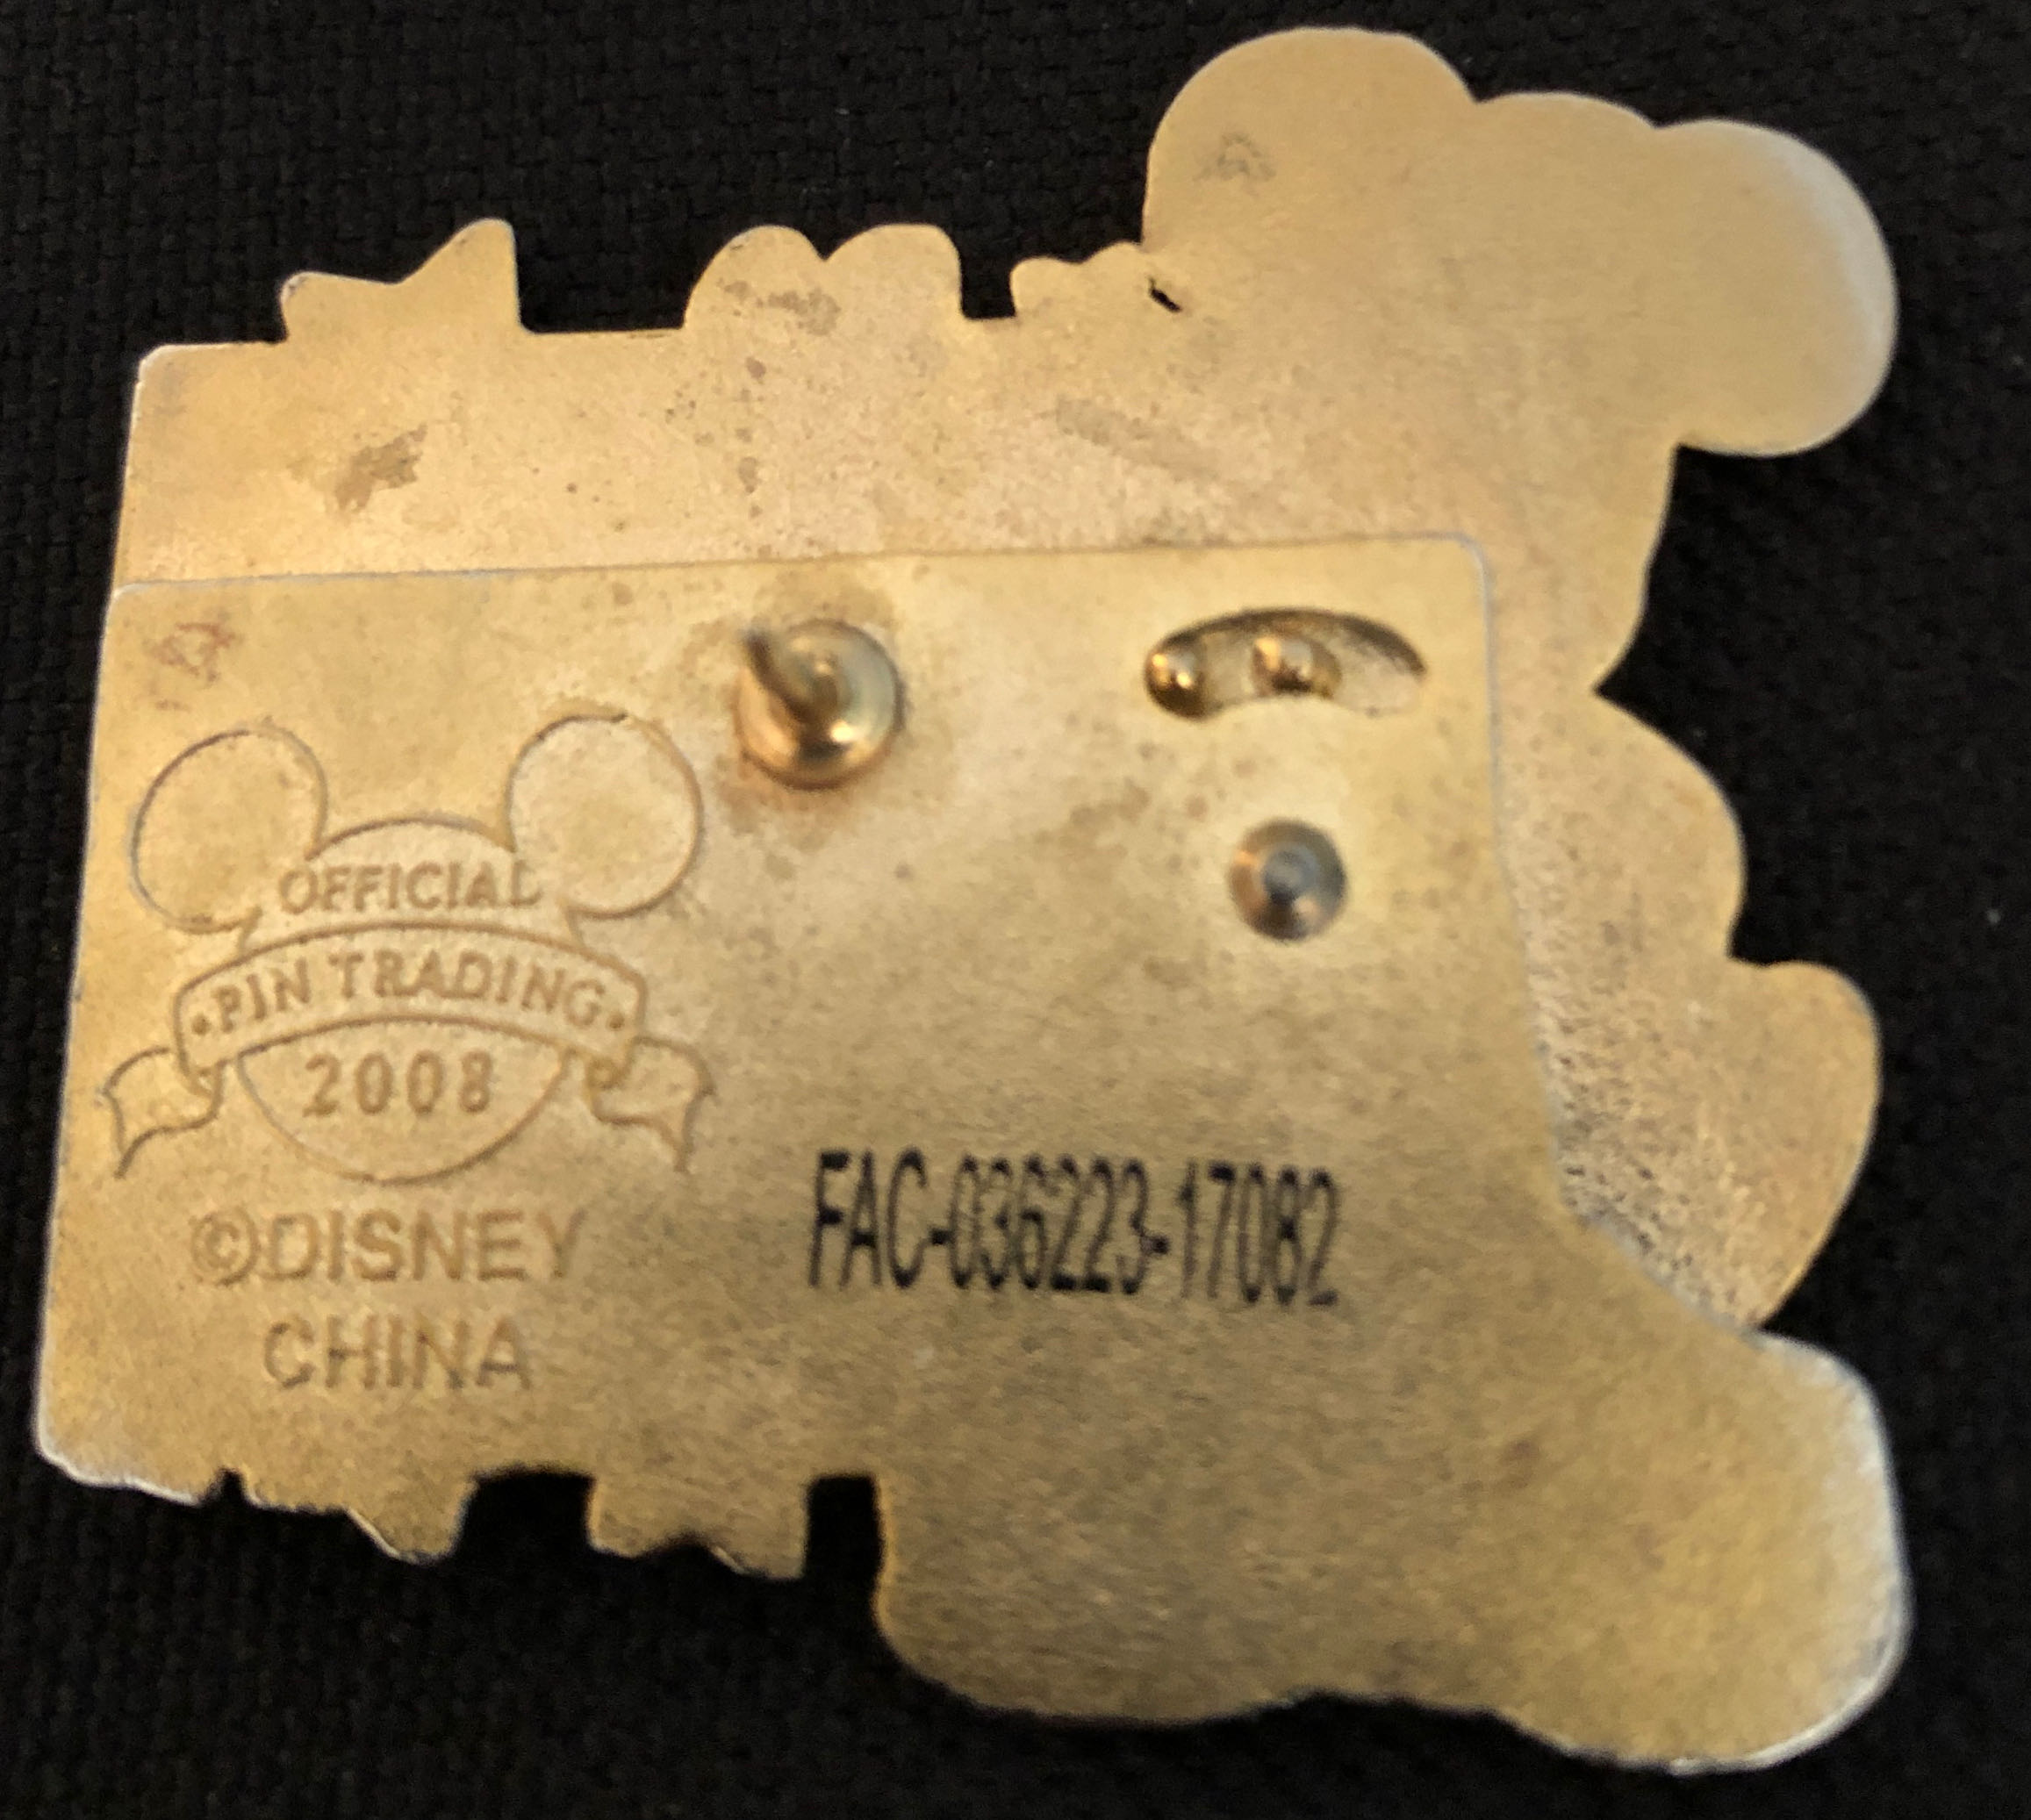 OFFICIAL
·PIN TRADING·
2008
©DISNEY
CHINA
FAC-036223-17082